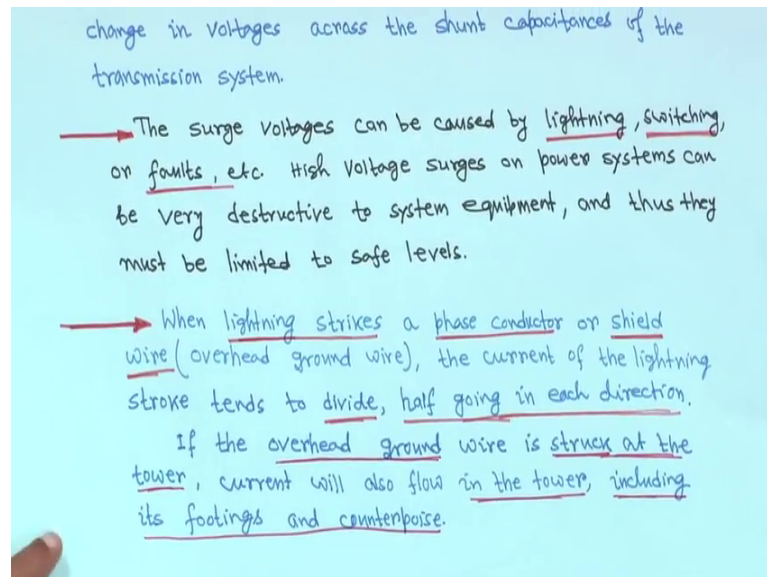 change in voltages across the shunt capacitances of the
transmission system.
The surge voltages can be caused by lightning, switching,
or faults, etc. High voltage surges on power systems can
be very destructive to system equipment, and thus they
must be limited to safe levels.
When lightning strikes a phase conductor or shield
wire (overhead ground wire), the current of the lightning
stroke tends to divide, half going in each direction.
If the overhead ground wire is struck at the
tower, current will also flow in the tower, including
its footings and counterpoise.